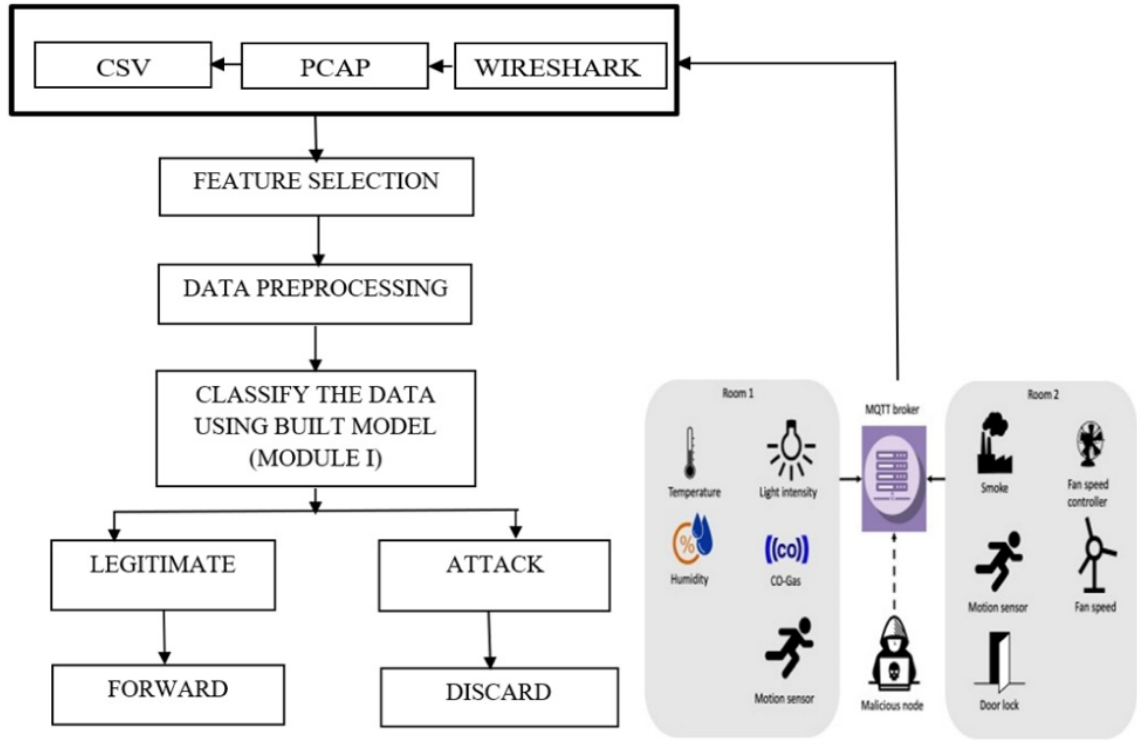 CSV
PCAP
WIRESHARK
FEATURE SELECTION
DATA PREPROCESSING
CLASSIFY THE DATA
USING BUILT MODEL
(MODULE I)
LEGITIMATE
ATTACK
FORWARD
DISCARD
Room 1
Temperature
Light intensity
%
Humidity
((co))
CO-Gas
Motion sensor
MQTT broker
Malicious node
Room 2
Smoke
Fan speed
controller
Motion sensor
Fan speed
Door lock